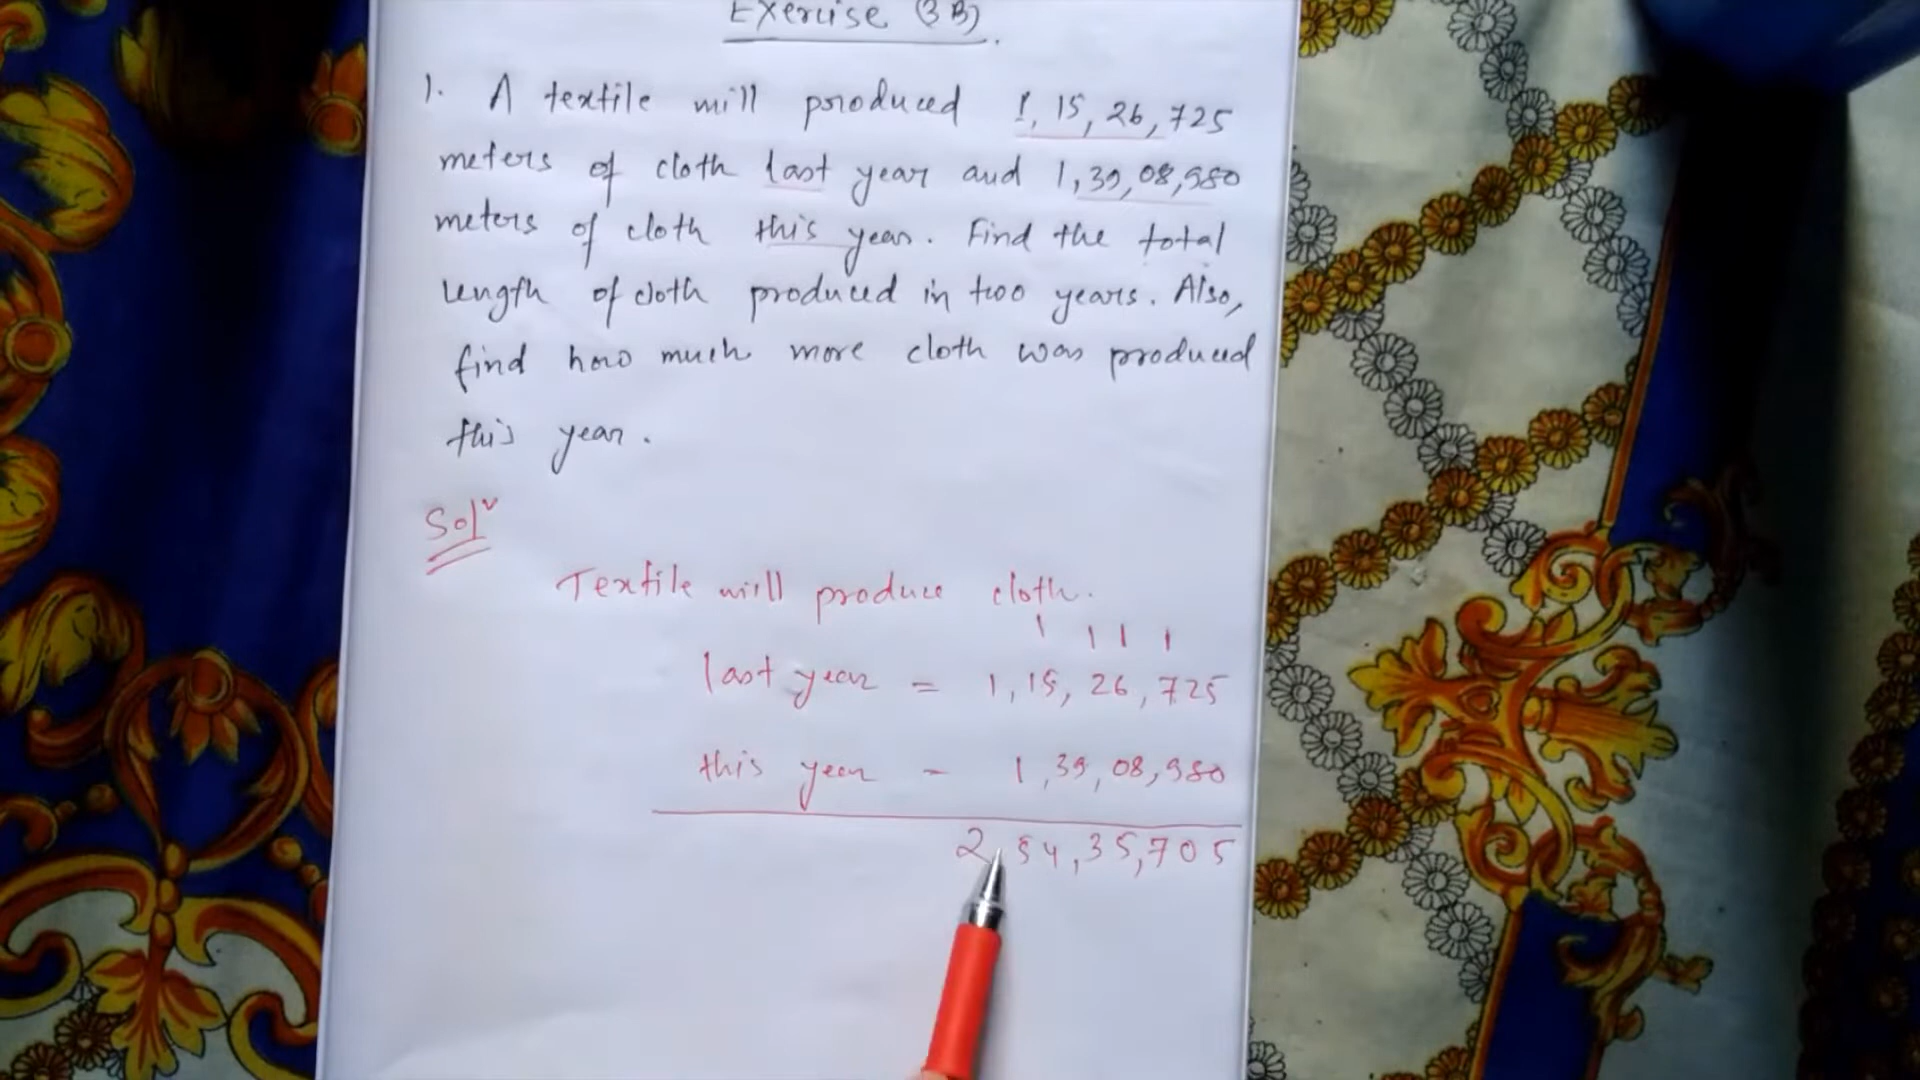 Exercise (3B)
1. A textile mill produced 1,15,26,725
meters of cloth last year and 1,39,08,980
meters of cloth this year. Find the total
length of cloth produced in two years. Also,
find how much more cloth was produced
this year.
Solⁿ
Textile mill produce cloth.
1 1 1 1
last year = 1,15,26,725
this year - 1,39,08,980
2,54,35,705